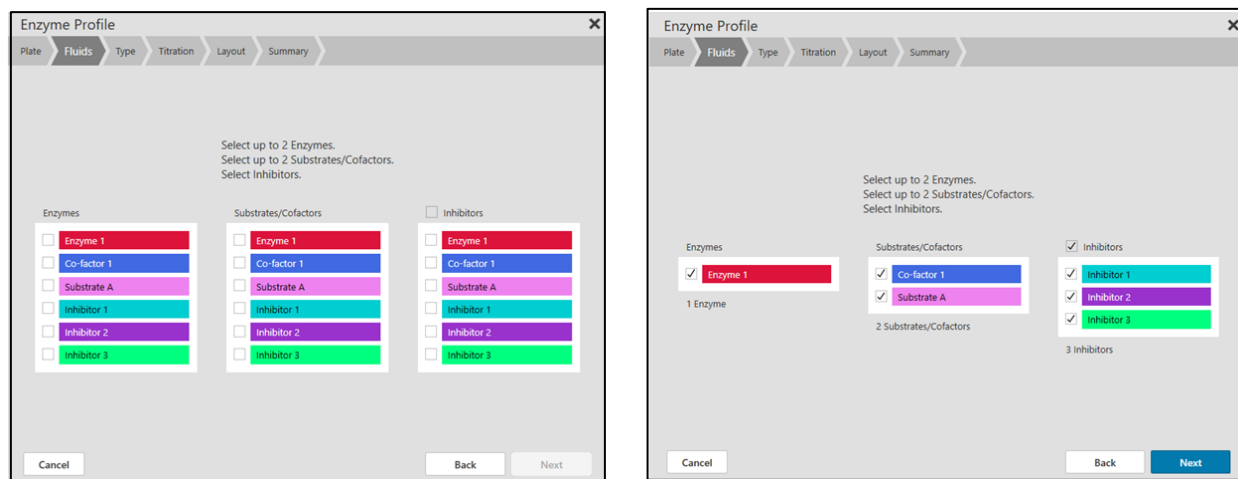 Enzyme Profile
Plate Fluids Type Titration Layout Summary
Select up to 2 Enzymes.
Select up to 2 Substrates/Cofactors.
Select Inhibitors.
Enzymes Substrates/Cofactors Inhibitors
Enzyme 1 Enzyme 1 Enzyme 1
Co-factor 1 Co-factor 1 Co-factor 1
Substrate A Substrate A Substrate A
Inhibitor 1 Inhibitor 1 Inhibitor 1
Inhibitor 2 Inhibitor 2 Inhibitor 2
Inhibitor 3 Inhibitor 3 Inhibitor 3
Cancel Back Next
Enzyme Profile
Plate Fluids Type Titration Layout Summary
Select up to 2 Enzymes.
Select up to 2 Substrates/Cofactors.
Select Inhibitors.
Enzymes Substrates/Cofactors Inhibitors
Enzyme 1 Co-factor 1 Inhibitor 1
Substrate A Inhibitor 2
1 Enzyme
2 Substrates/Cofactors Inhibitor 3
3 Inhibitors
Cancel Back Next